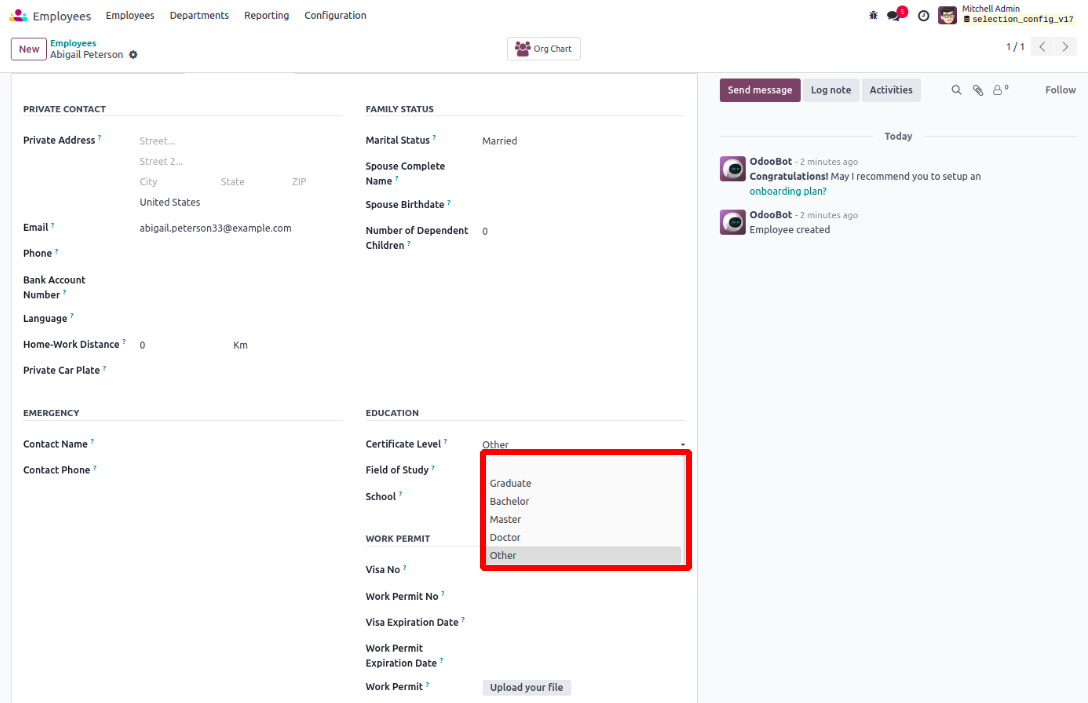 Employees Employees Departments Reporting Configuration
5
Mitchell Admin
selection_config_v17
New
Employees
Abigail Peterson
Org Chart
1 / 1
Send message Log note Activities
0
Follow
PRIVATE CONTACT
Private Address ?
Street...
Street 2...
City State ZIP
United States
Email ? abigail.peterson33@example.com
Phone ?
Bank Account
Number ?
Language ?
Home-Work Distance ? 0 Km
Private Car Plate ?
FAMILY STATUS
Marital Status ? Married
Spouse Complete
Name ?
Spouse Birthdate ?
Number of Dependent
Children ? 0
EMERGENCY
Contact Name ?
Contact Phone ?
EDUCATION
Certificate Level ? Other
Field of Study ?
School ?
Graduate
Bachelor
Master
Doctor
Other
WORK PERMIT
Visa No ?
Work Permit No ?
Visa Expiration Date ?
Work Permit
Expiration Date ?
Work Permit ? Upload your file
Today
OdooBot - 2 minutes ago
Congratulations! May I recommend you to setup an
onboarding plan?
OdooBot - 2 minutes ago
Employee created